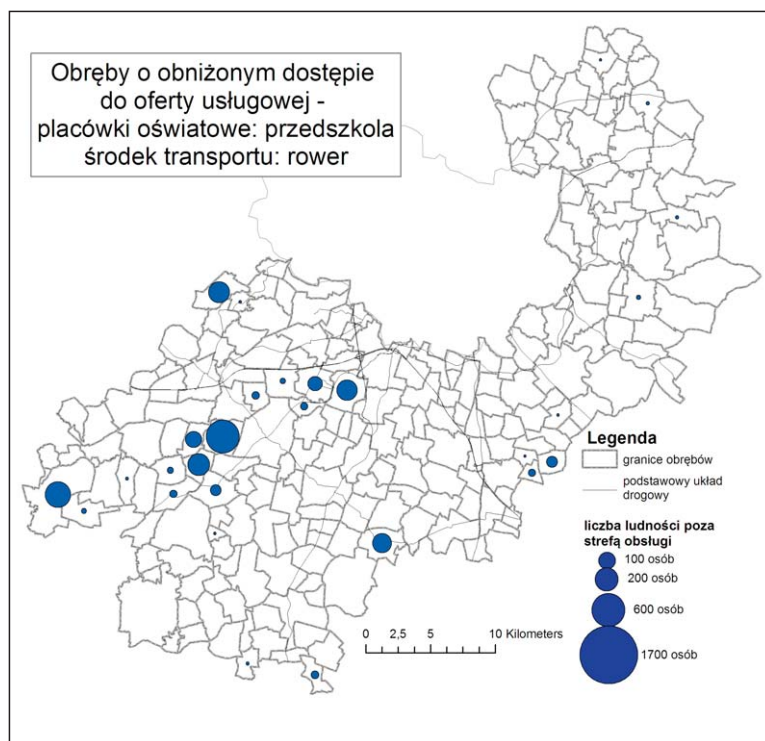 Obręby o obniżonym dostępie
do oferty usługowej -
placówki oświatowe: przedszkola
środek transportu: rower
Legenda
granice obrębów
podstawowy układ
drogowy
liczba ludności poza
strefą obsługi
100 osób
200 osób
600 osób
1700 osób
0 2,5 5 10 Kilometers